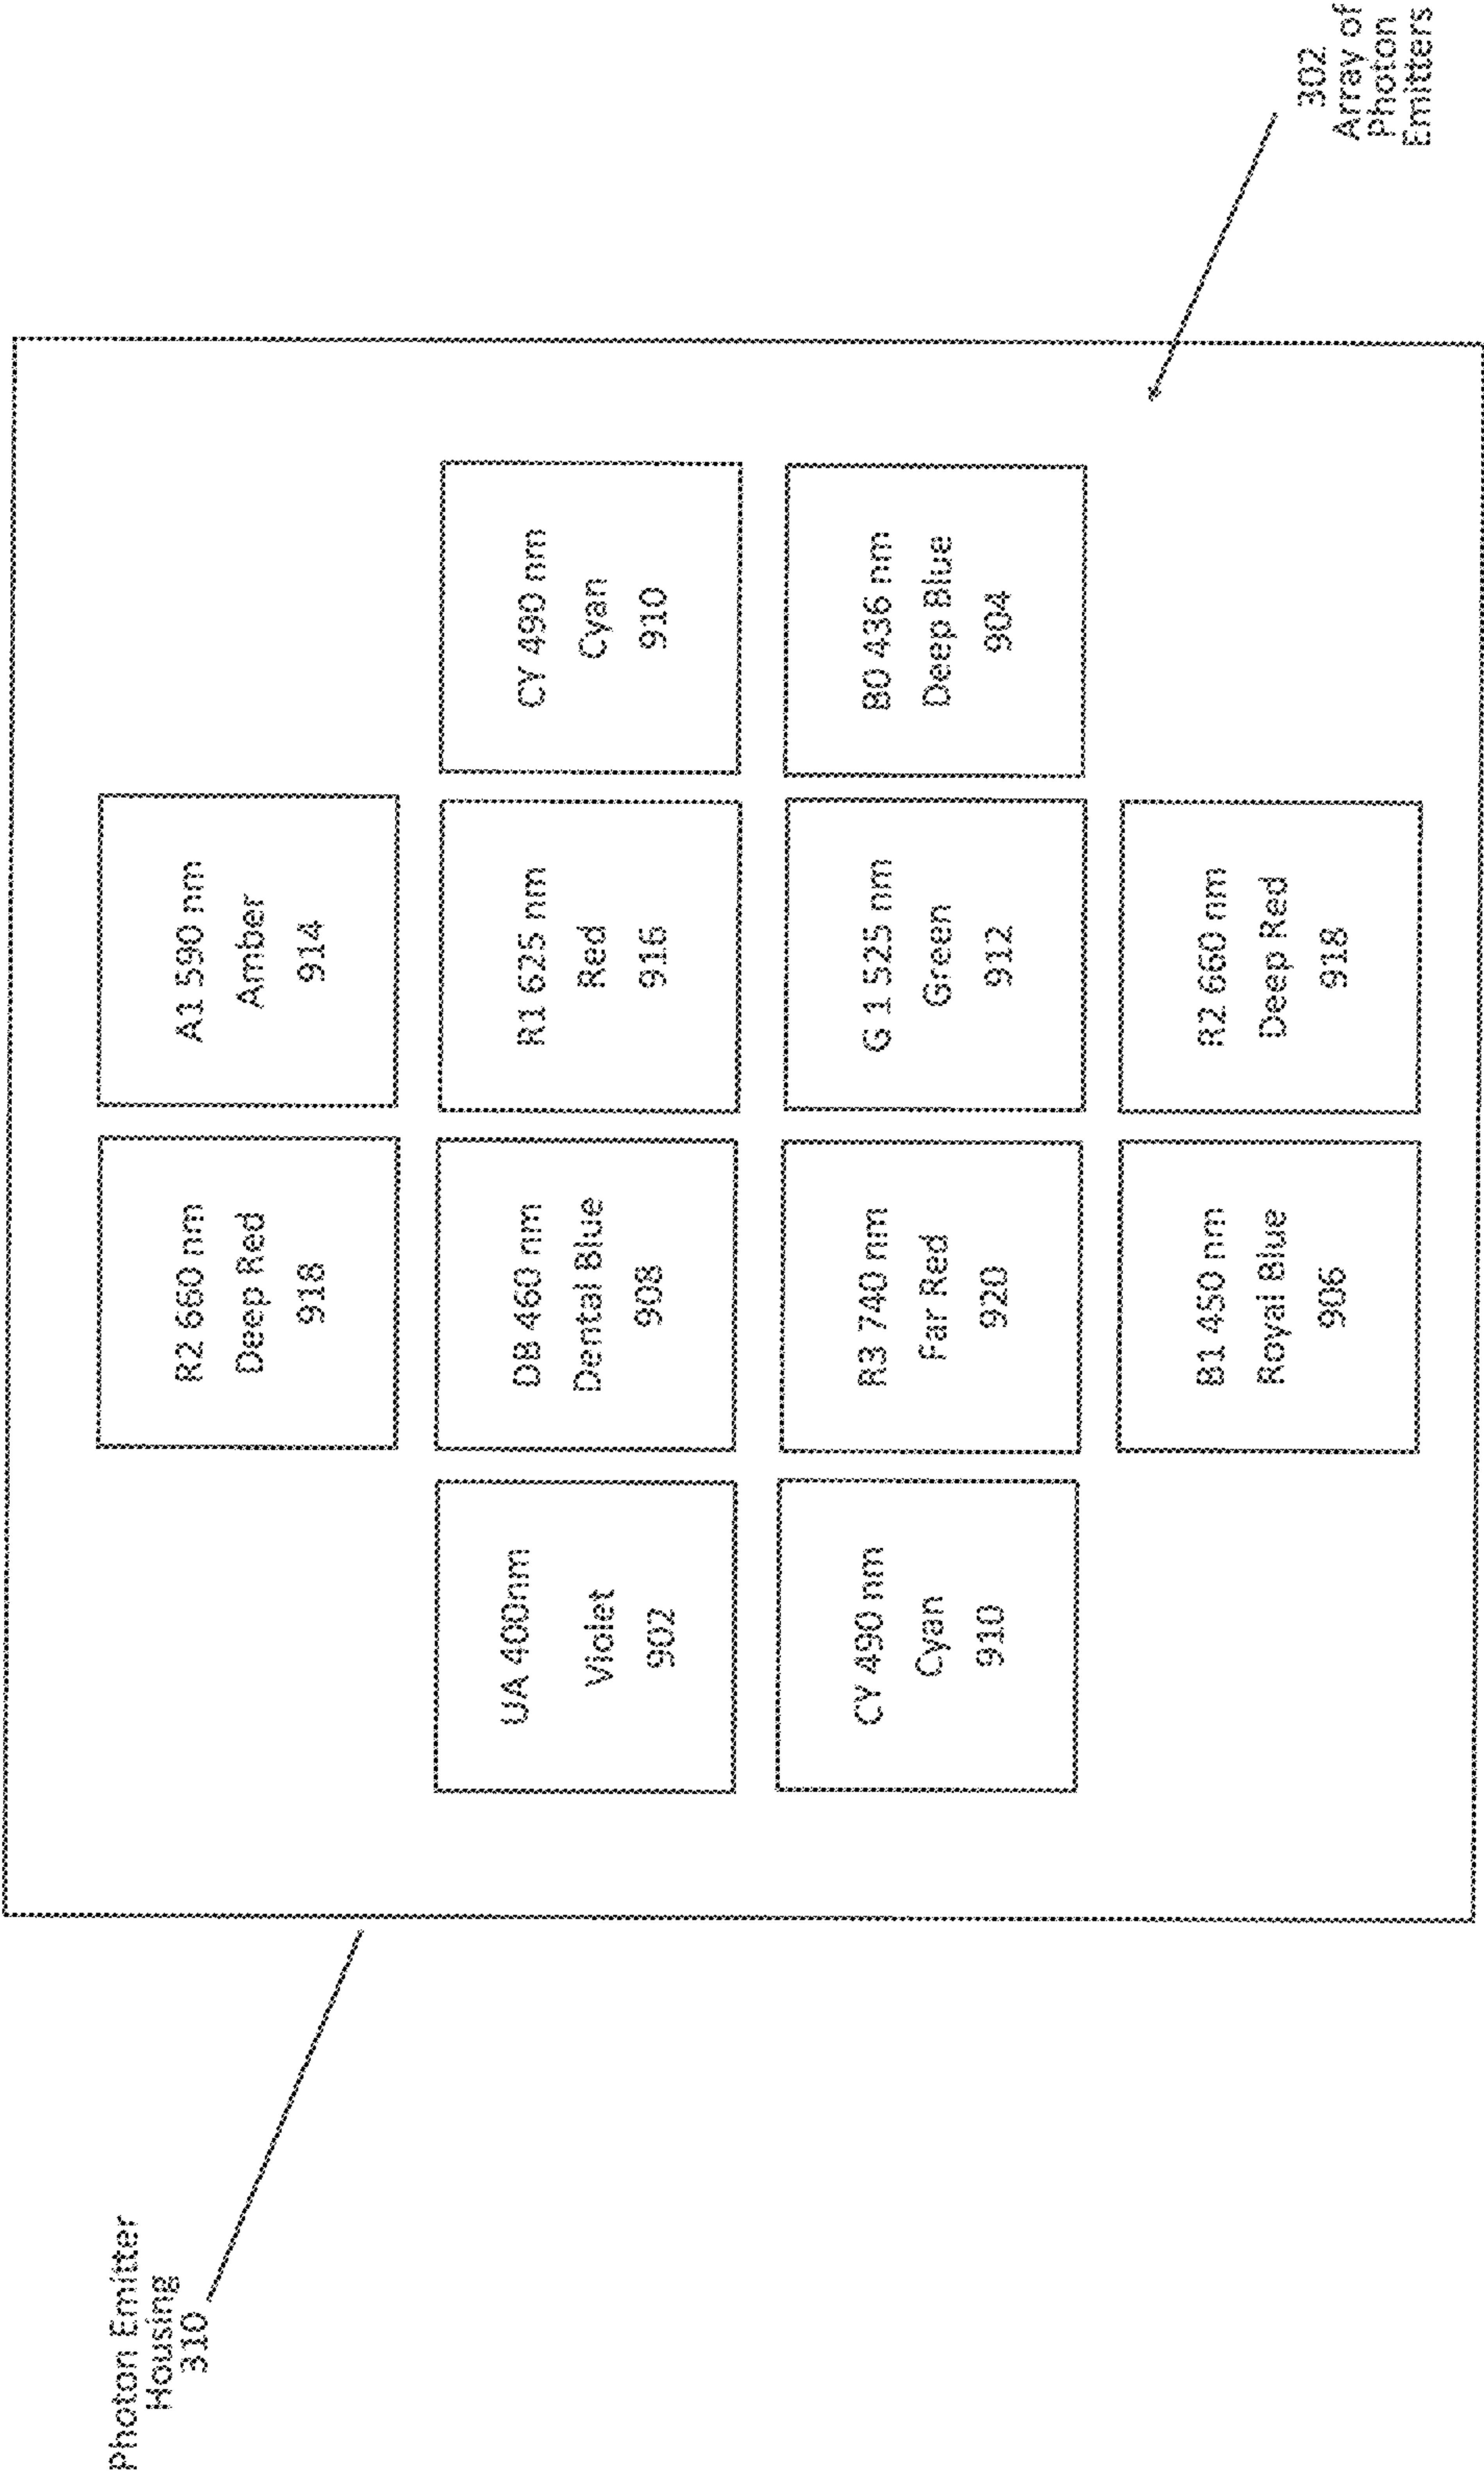 Photon Emitter
Housing
310
R2 660 nm
Deep Red
918
A1 590 nm
Amber
914
UA 400nm
Violet
902
DB 460 nm
Dental Blue
908
R1 625 nm
Red
916
CY 490 nm
Cyan
910
CY 490 nm
Cyan
910
R3 740 nm
Far Red
920
G 1 525 nm
Green
912
B0 436 nm
Deep Blue
904
B1 450 nm
Royal Blue
906
R2 660 nm
Deep Red
918
302
Array of
Photon
Emitters